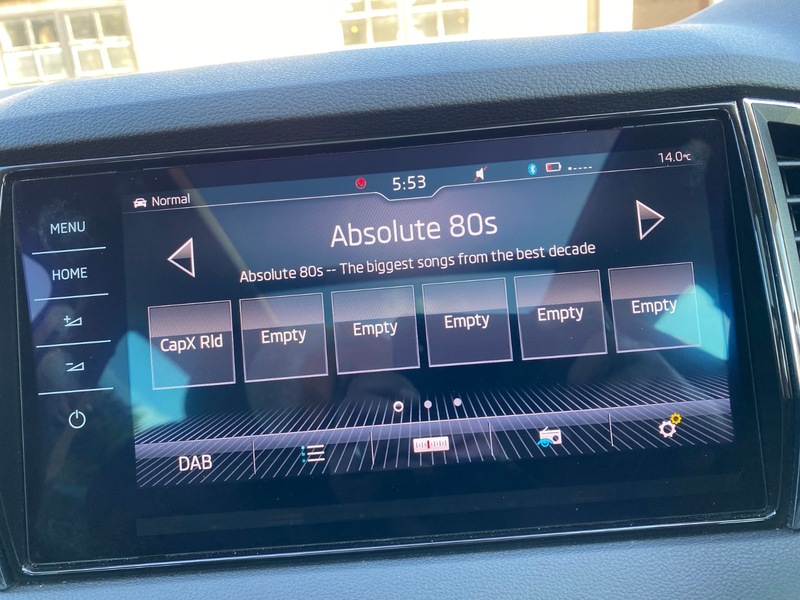 5:53
14.0°C
Normal
MENU
HOME
Absolute 80s
Absolute 80s -- The biggest songs from the best decade
CapX Rld
Empty
Empty
Empty
Empty
Empty
DAB